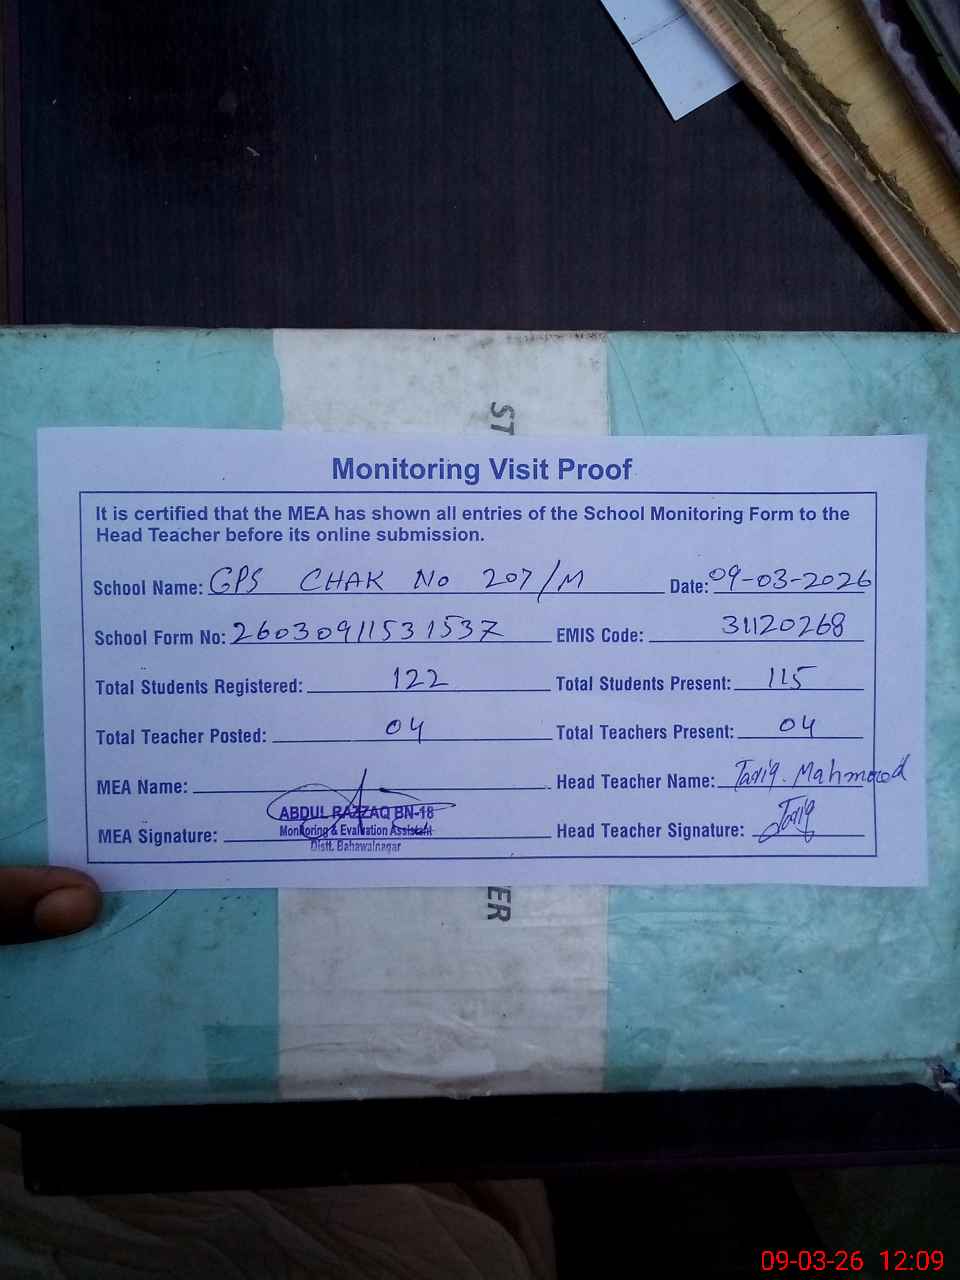 ST
Monitoring Visit Proof
It is certified that the MEA has shown all entries of the School Monitoring Form to the
Head Teacher before its online submission.
School Name: GPS CHAK No 207/M Date: 09-03-2026
School Form No: 26030911531537 EMIS Code: 31120268
Total Students Registered: 122 Total Students Present: 115
Total Teacher Posted: 04 Total Teachers Present: 04
MEA Name: Head Teacher Name: Tariq. Mahmood
ABDUL RAZZAQ BN-18
Monitoring & Evaluation Assistant
MEA Signature: Head Teacher Signature: Tariq
Distt. Bahawalnagar
ER
09-03-26 12:09